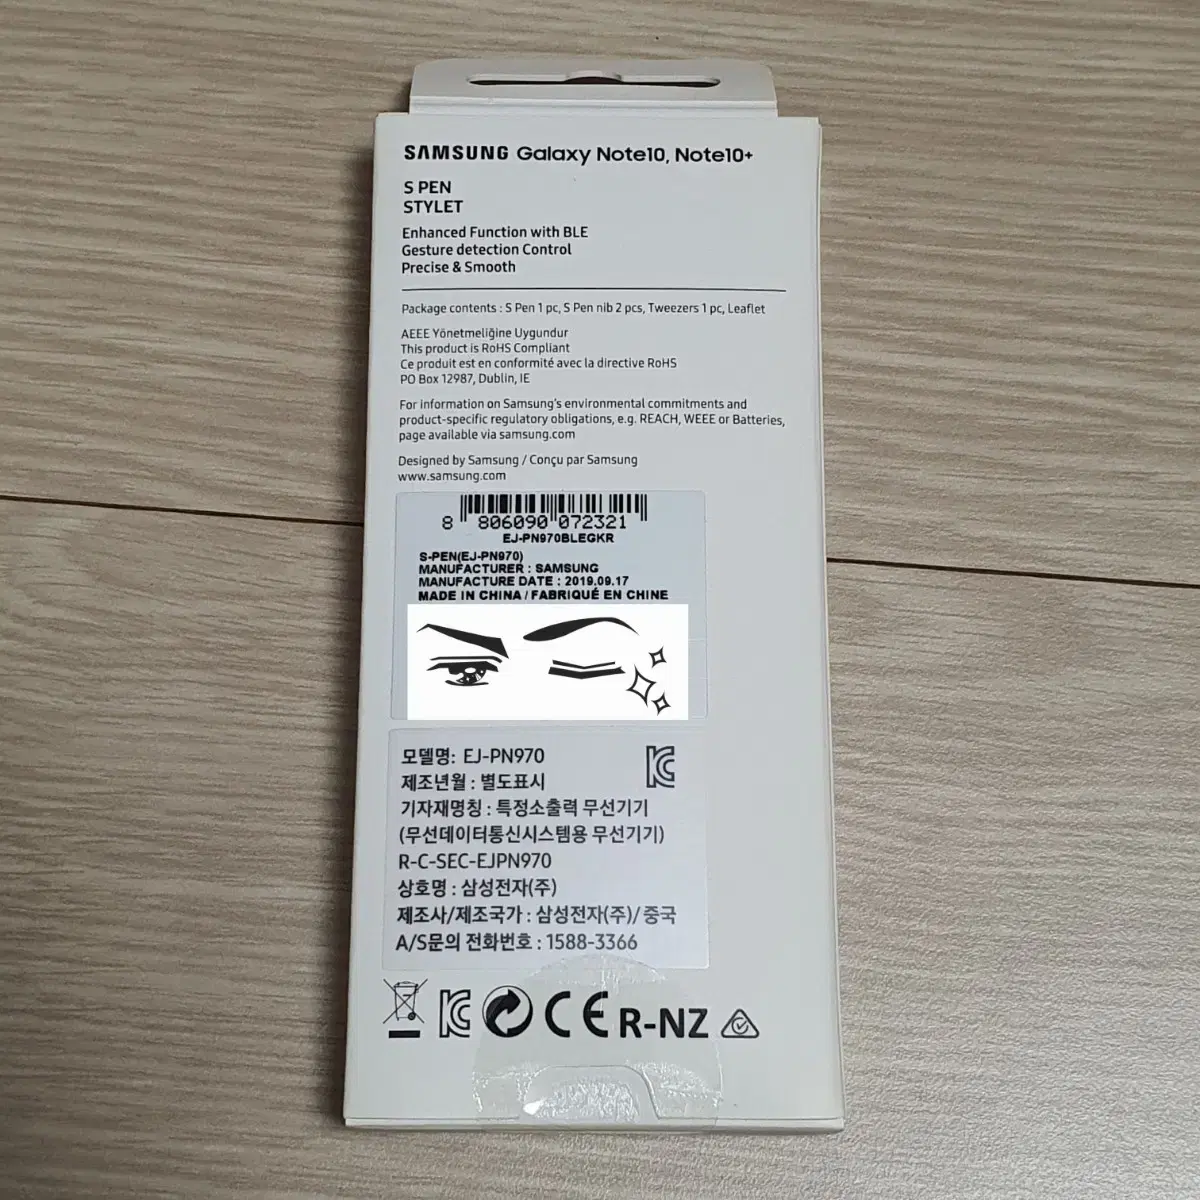 SAMSUNG Galaxy Note10, Note10+
S PEN
STYLET
Enhanced Function with BLE
Gesture detection Control
Precise & Smooth
Package contents : S Pen 1 pc, S Pen nib 2 pcs, Tweezers 1 pc, Leaflet
AEEE Yönetmeliğine Uygundur
This product is RoHS Compliant
Ce produit est en conformité avec la directive RoHS
PO Box 12987, Dublin, IE
For information on Samsung's environmental commitments and
product-specific regulatory obligations, e.g. REACH, WEEE or Batteries,
page available via samsung.com
Designed by Samsung / Conçu par Samsung
www.samsung.com
8 806090 072321
EJ-PN970BLEGKR
S-PEN(EJ-PN970)
MANUFACTURER : SAMSUNG
MANUFACTURE DATE : 2019.09.17
MADE IN CHINA / FABRIQUÉ EN CHINE
모델명: EJ-PN970
제조년월 : 별도표시
기자재명칭 : 특정소출력 무선기기
(무선데이터통신시스템용 무선기기)
R-C-SEC-EJPN970
상호명 : 삼성전자(주)
제조사/제조국가 : 삼성전자(주)/중국
A/S문의 전화번호 : 1588-3366
CE R-NZ